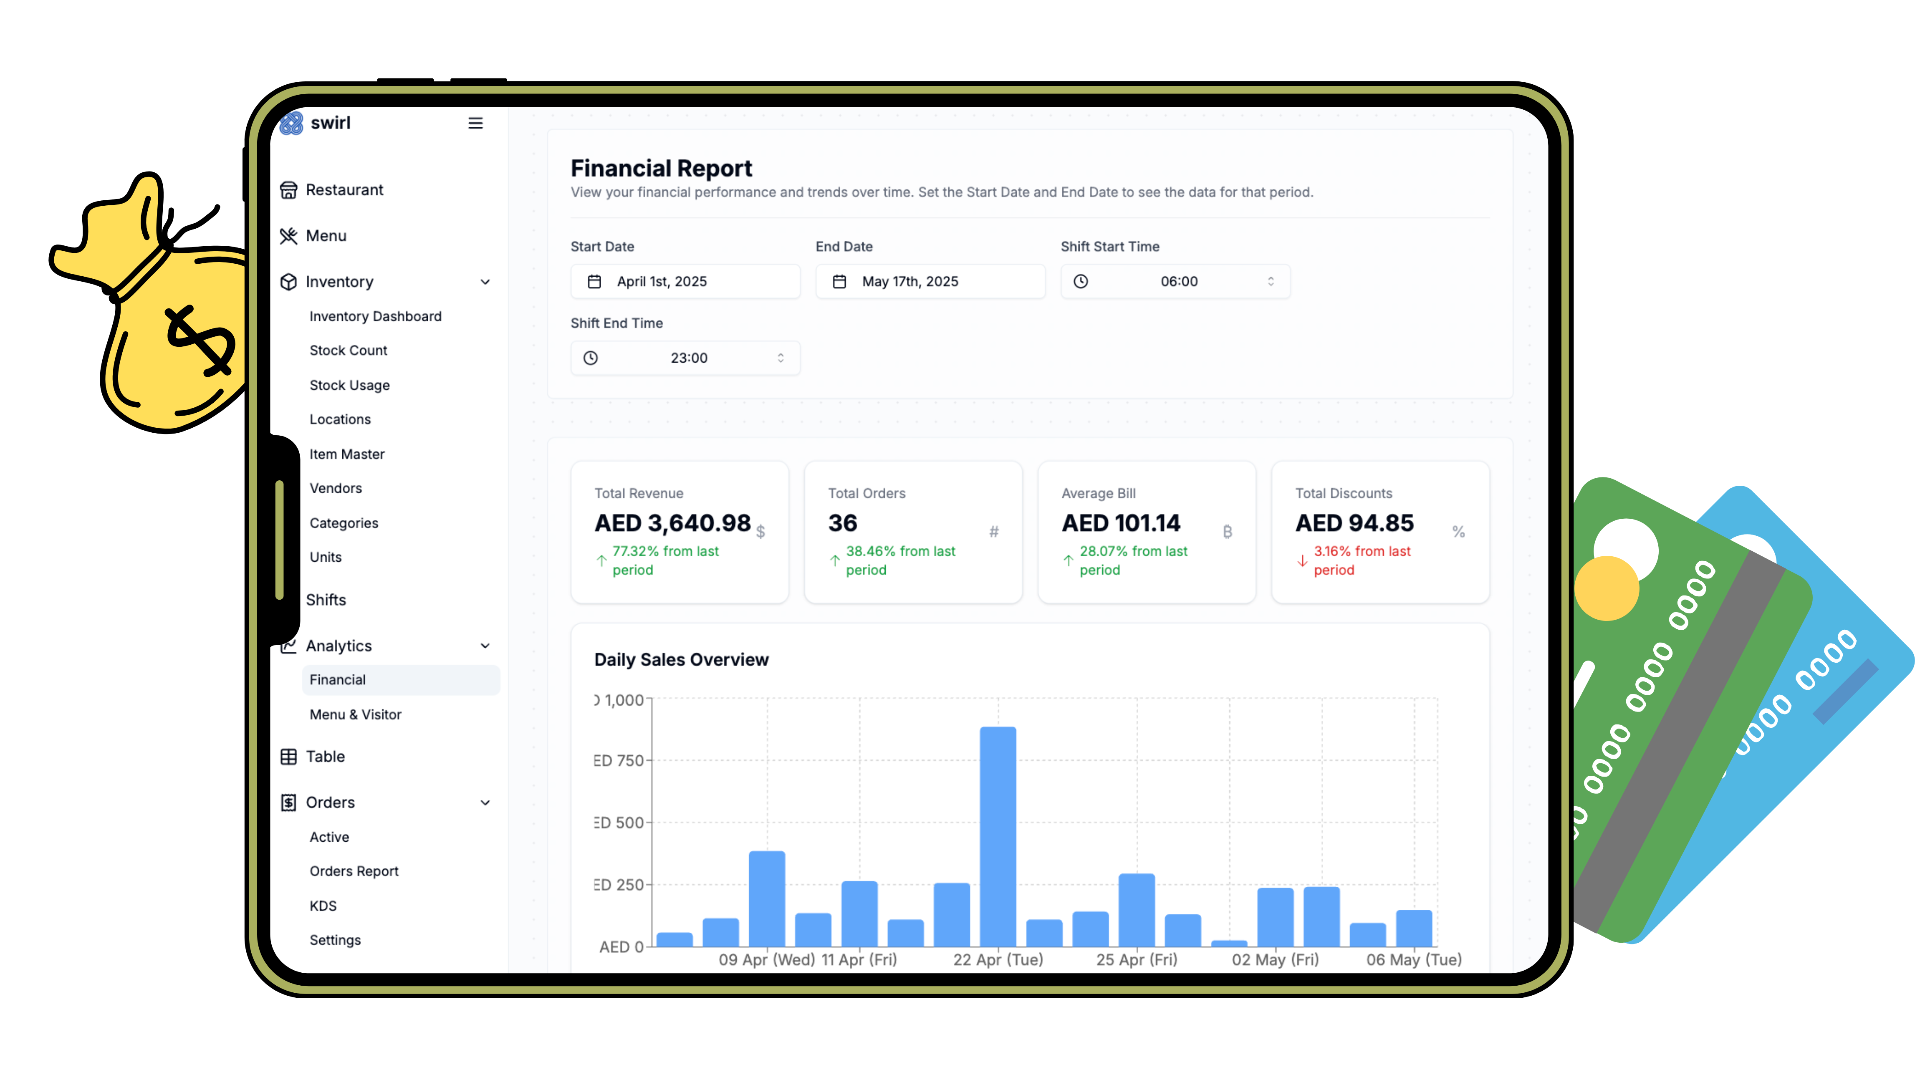 swirl
Restaurant
Menu
Inventory
Inventory Dashboard
Stock Count
Stock Usage
Locations
Item Master
Vendors
Categories
Units
Shifts
Analytics
Financial
Menu & Visitor
Table
Orders
Active
Orders Report
KDS
Settings
Financial Report
View your financial performance and trends over time. Set the Start Date and End Date to see the data for that period.
Start Date
April 1st, 2025
End Date
May 17th, 2025
Shift Start Time
06:00
Shift End Time
23:00
Total Revenue
AED 3,640.98 $
77.32% from last
period
Total Orders
36 #
38.46% from last
period
Average Bill
AED 101.14 ₿
28.07% from last
period
Total Discounts
AED 94.85 %
3.16% from last
period
Daily Sales Overview
D 1,000
ED 750
ED 500
ED 250
AED 0
09 Apr (Wed) 11 Apr (Fri) 22 Apr (Tue) 25 Apr (Fri) 02 May (Fri) 06 May (Tue)
$
0000 0000 0000
0000 0000